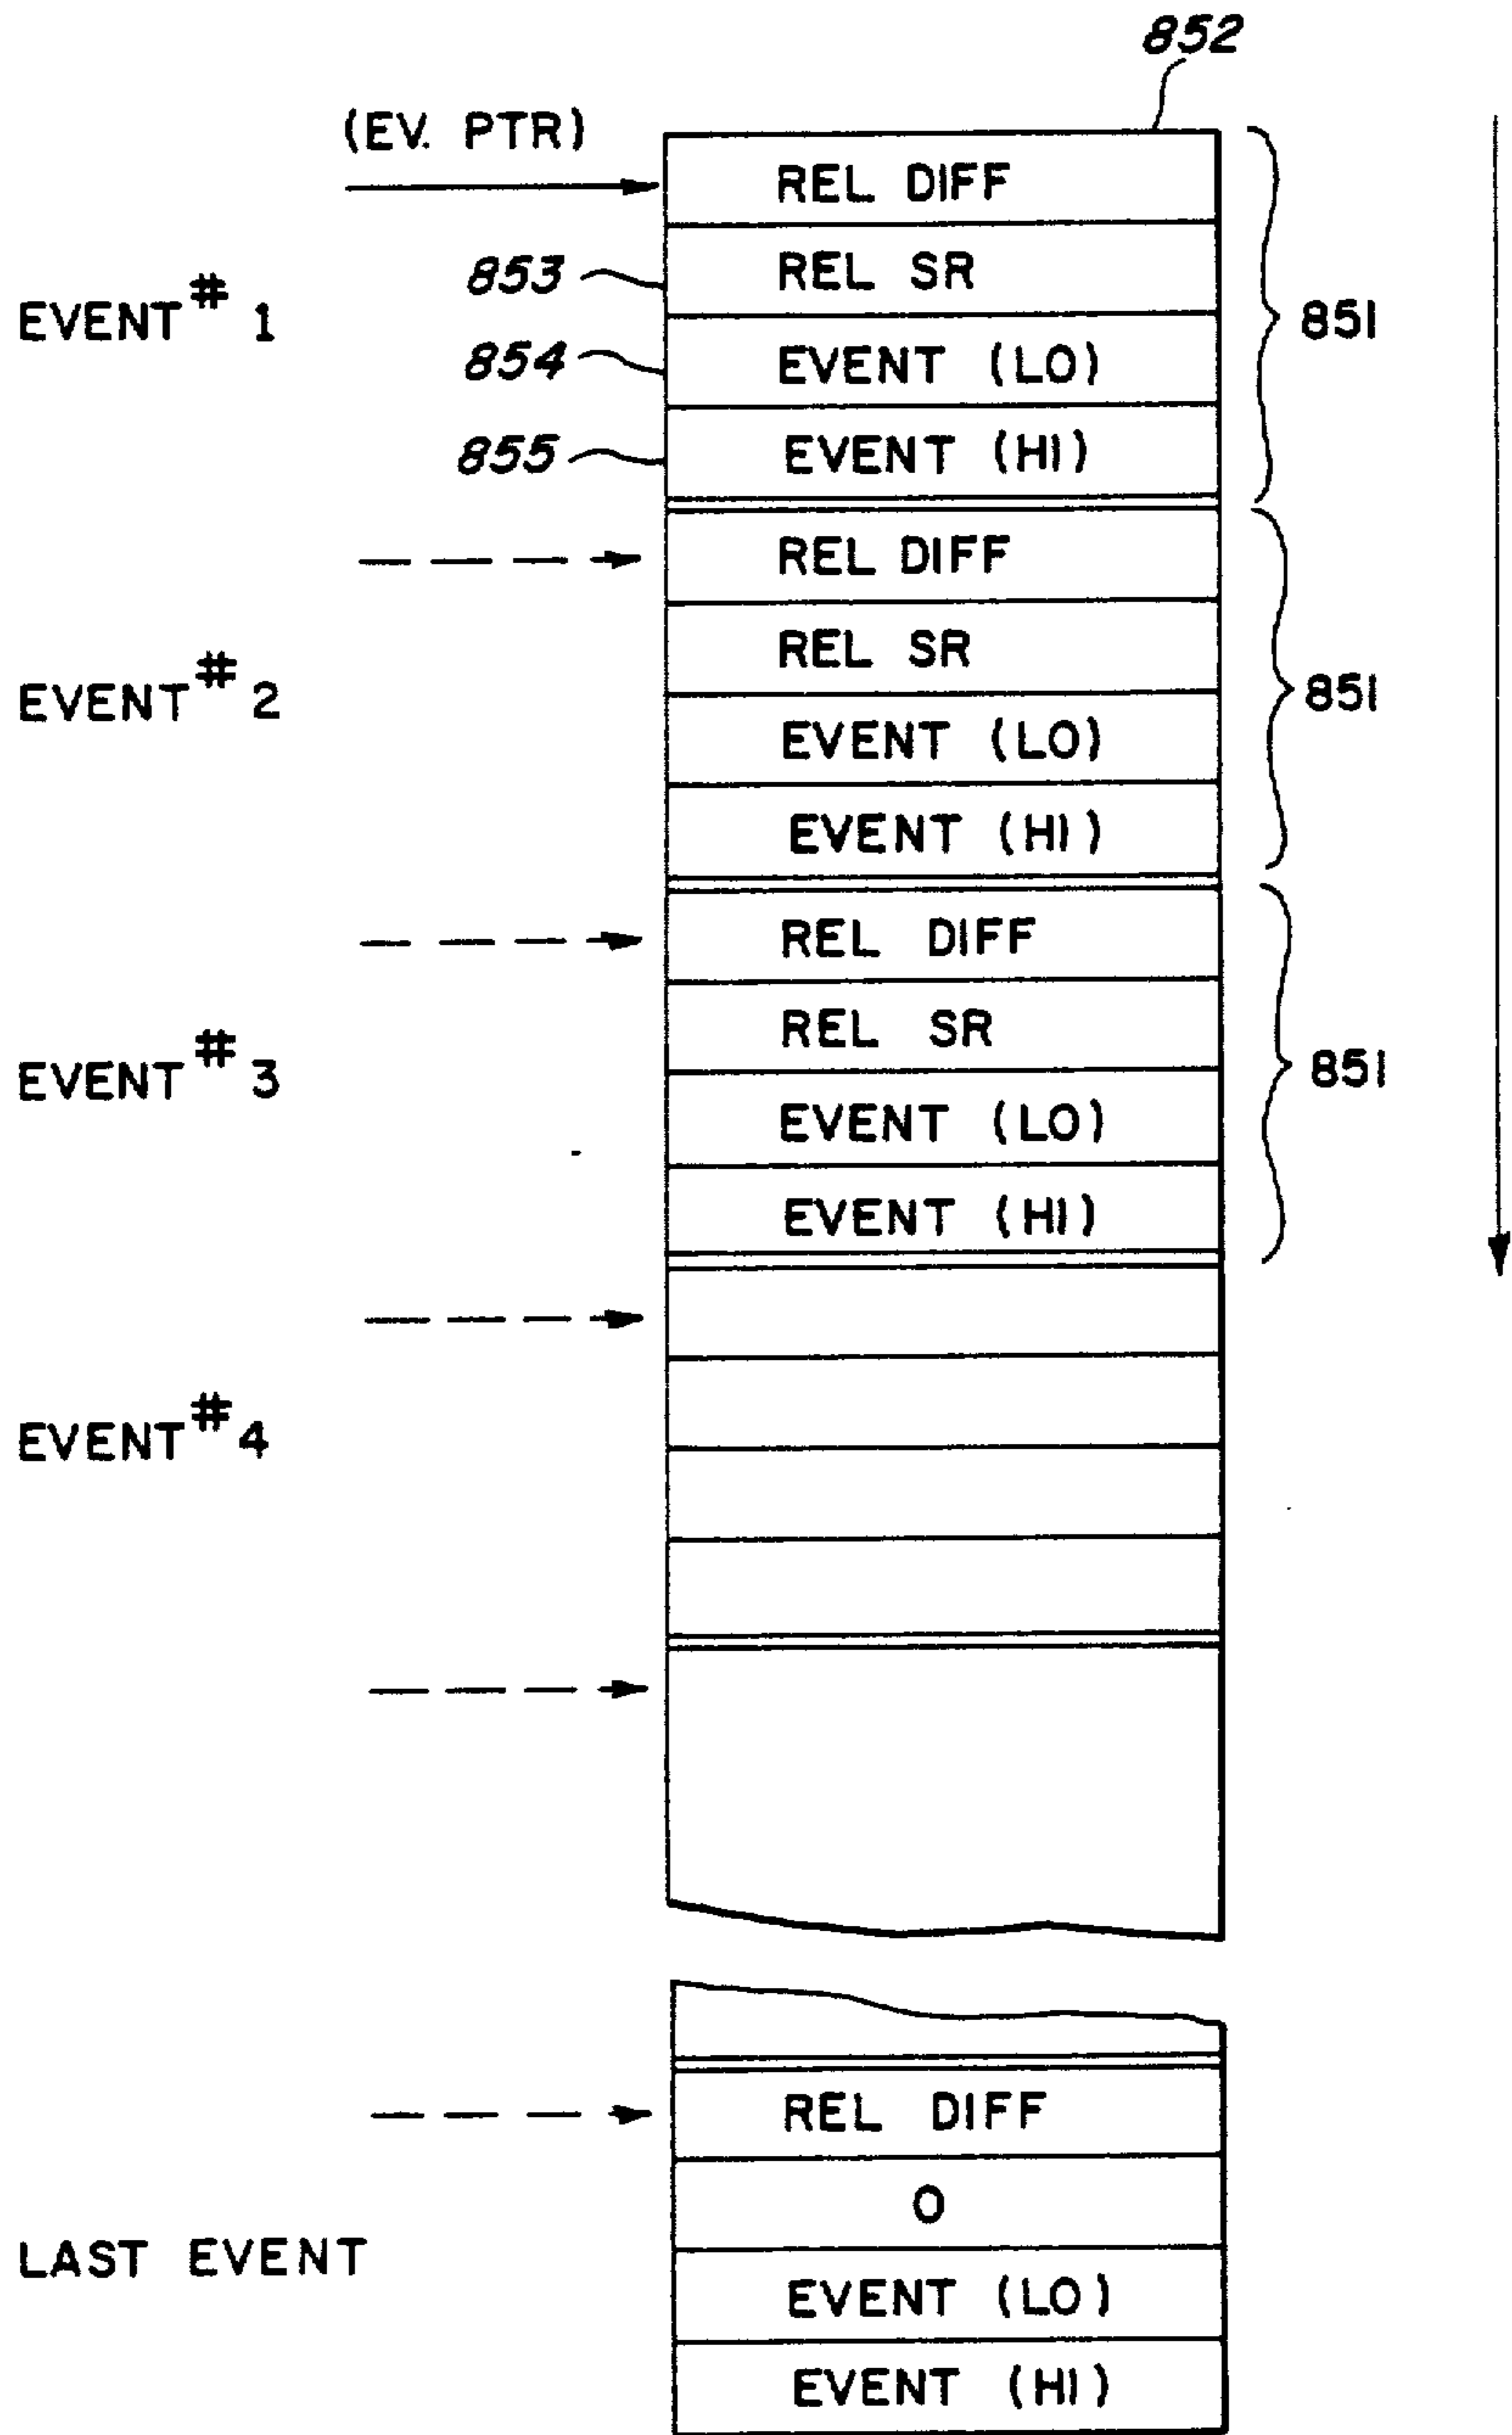 852
(EV. PTR)
REL DIFF
853
REL SR
EVENT # 1
851
854
EVENT (LO)
855
EVENT (HI)
REL DIFF
REL SR
EVENT # 2
851
EVENT (LO)
EVENT (HI)
REL DIFF
REL SR
EVENT # 3
851
EVENT (LO)
EVENT (HI)
EVENT # 4
REL DIFF
0
LAST EVENT
EVENT (LO)
EVENT (HI)